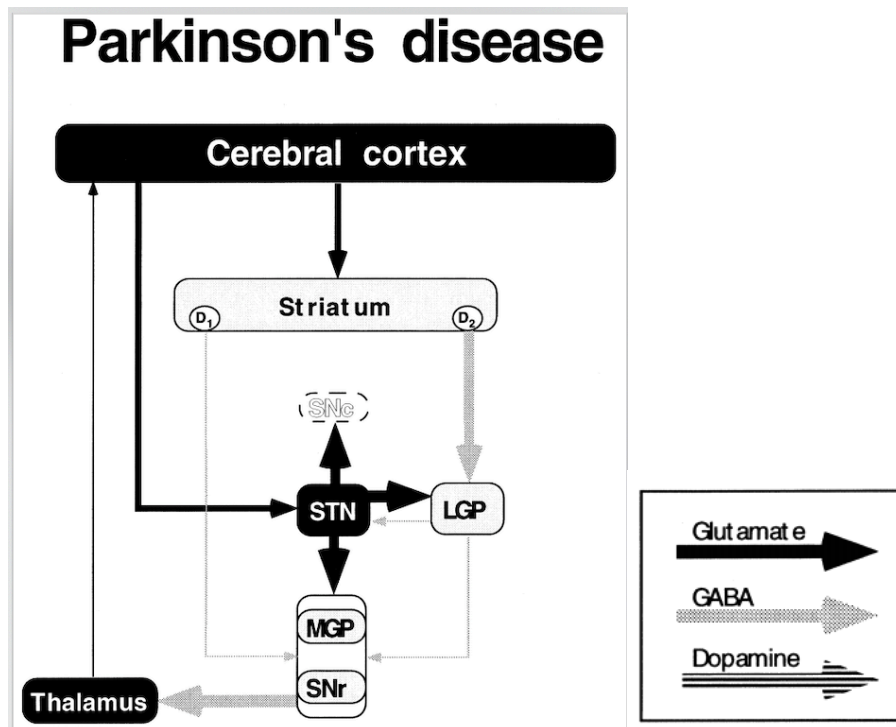 Parkinson's disease
Cerebral cortex
Striatum
D1
D2
SNc
STN
LGP
MGP
SNr
Thalamus
Glutamate
GABA
Dopamine